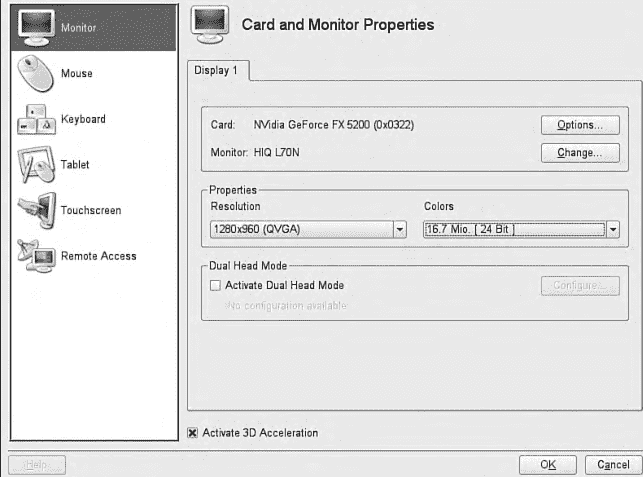 Monitor
Mouse
Keyboard
Tablet
Touchscreen
Remote Access
Card and Monitor Properties
Display 1
Card: NVidia GeForce FX 5200 (0x0322)
Options...
Monitor: HIQ L70N
Change...
Properties
Resolution
Colors
1280x960 (QVGA)
16.7 Mio. [ 24 Bit ]
Dual Head Mode
Activate Dual Head Mode
Configure...
No configuration available
Activate 3D Acceleration
Help
OK
Cancel